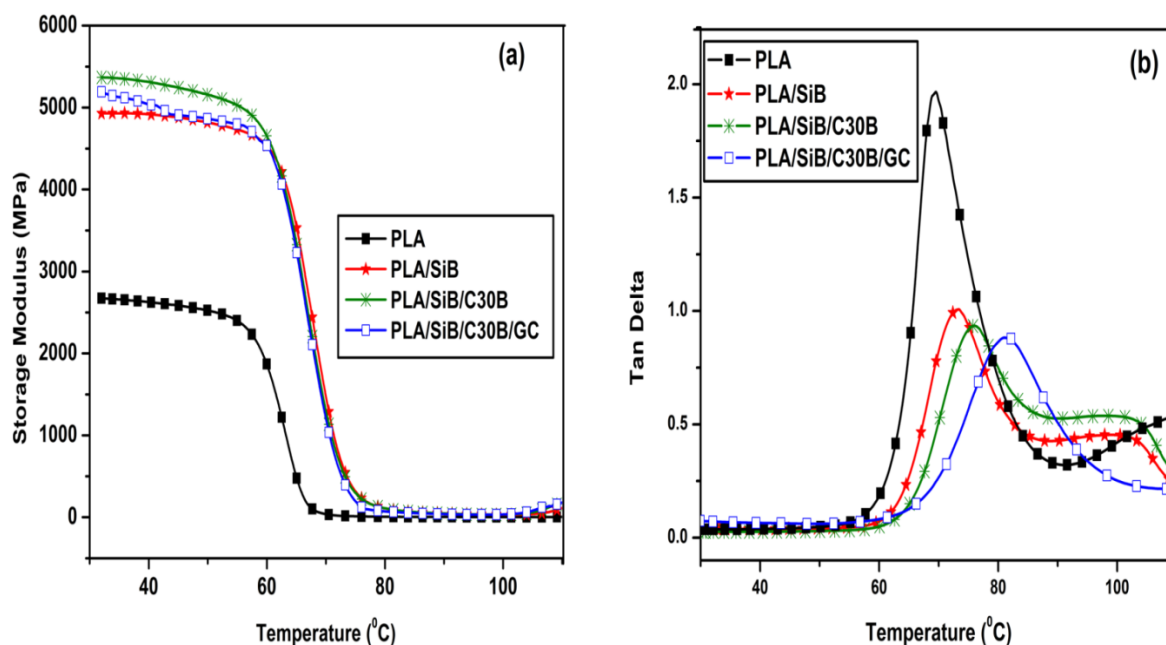 (a)
Storage Modulus (MPa)
6000
5000
4000
3000
2000
1000
0
PLA
PLA/SiB
PLA/SiB/C30B
PLA/SiB/C30B/GC
40 60 80 100
Temperature (⁰C)
(b)
Tan Delta
2.0
1.5
1.0
0.5
0.0
PLA
PLA/SiB
PLA/SiB/C30B
PLA/SiB/C30B/GC
40 60 80 100
Temperature (⁰C)